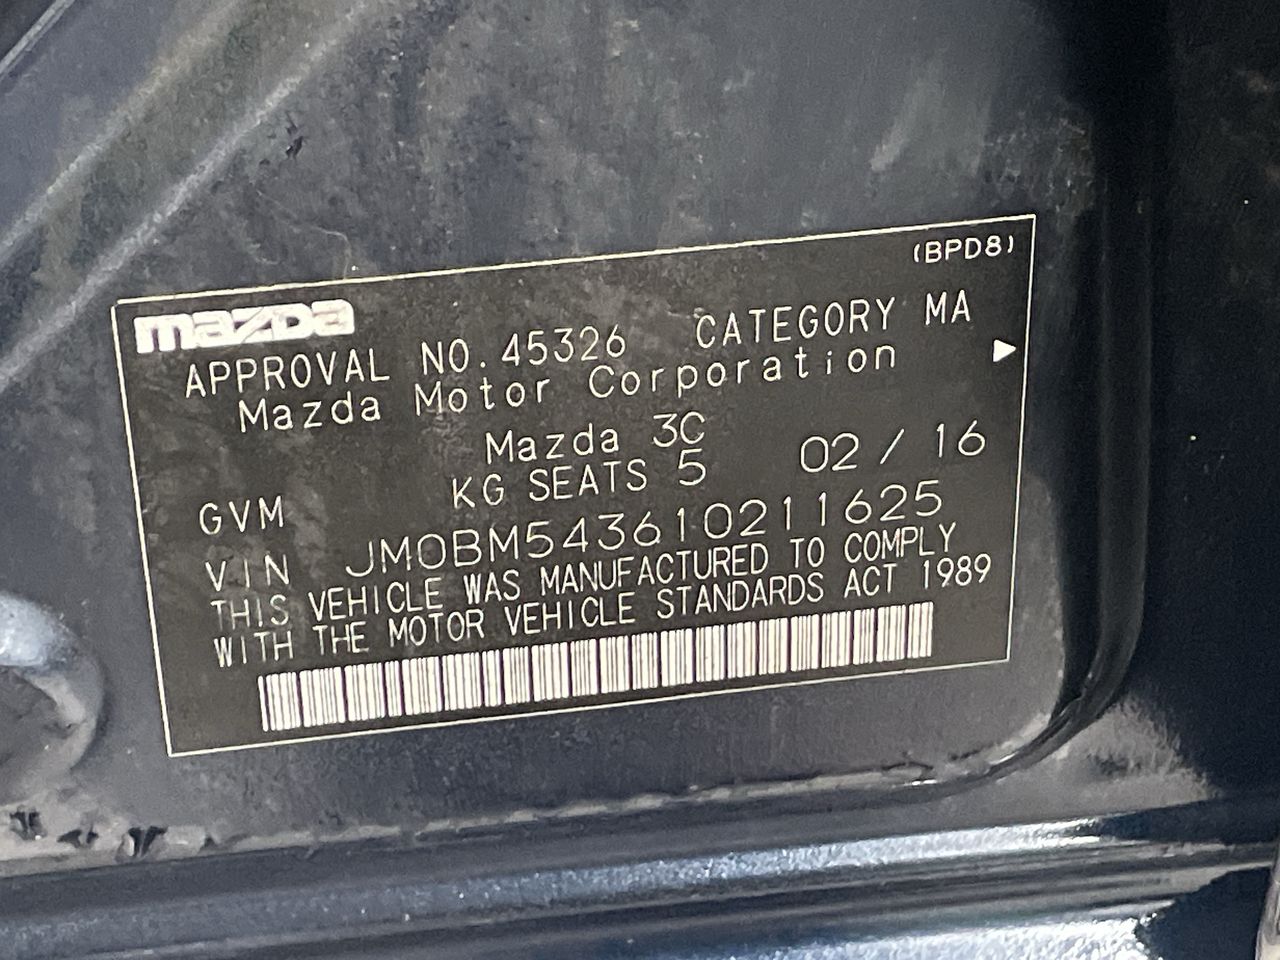 (BPD8)
mazda
APPROVAL NO. 45326 CATEGORY MA
Mazda Motor Corporation
Mazda 3C
GVM KG SEATS 5 02 / 16
VIN JM0BM543610211625
THIS VEHICLE WAS MANUFACTURED TO COMPLY
WITH THE MOTOR VEHICLE STANDARDS ACT 1989